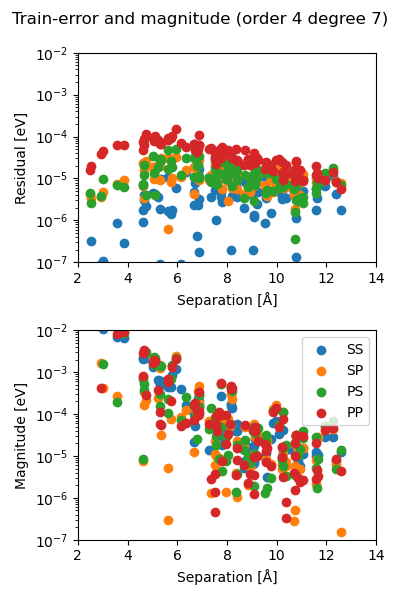 Train-error and magnitude (order 4 degree 7)
10⁻²
10⁻³
10⁻⁴
10⁻⁵
10⁻⁶
10⁻⁷
Residual [eV]
2 4 6 8 10 12 14
Separation [Å]
10⁻²
10⁻³
10⁻⁴
10⁻⁵
10⁻⁶
10⁻⁷
Magnitude [eV]
SS
SP
PS
PP
2 4 6 8 10 12 14
Separation [Å]